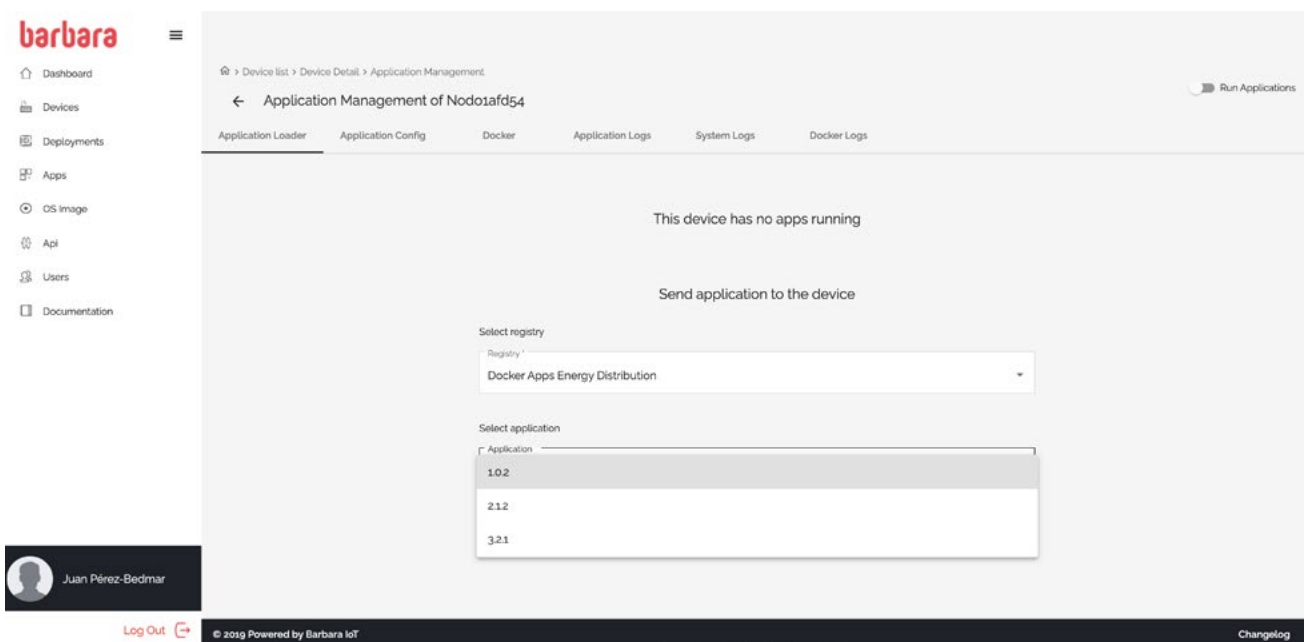 barbara
Dashboard
Devices
Deployments
Apps
OS Image
Api
Users
Documentation
Juan Pérez-Bedmar
Log Out
> Device list > Device Detail > Application Management
← Application Management of Nodo1afd54
Run Applications
Application Loader Application Config Docker Application Logs System Logs Docker Logs
This device has no apps running
Send application to the device
Select registry
Registry *
Docker Apps Energy Distribution
Select application
Application
1.0.2
2.1.2
3.2.1
© 2019 Powered by Barbara IoT Changelog